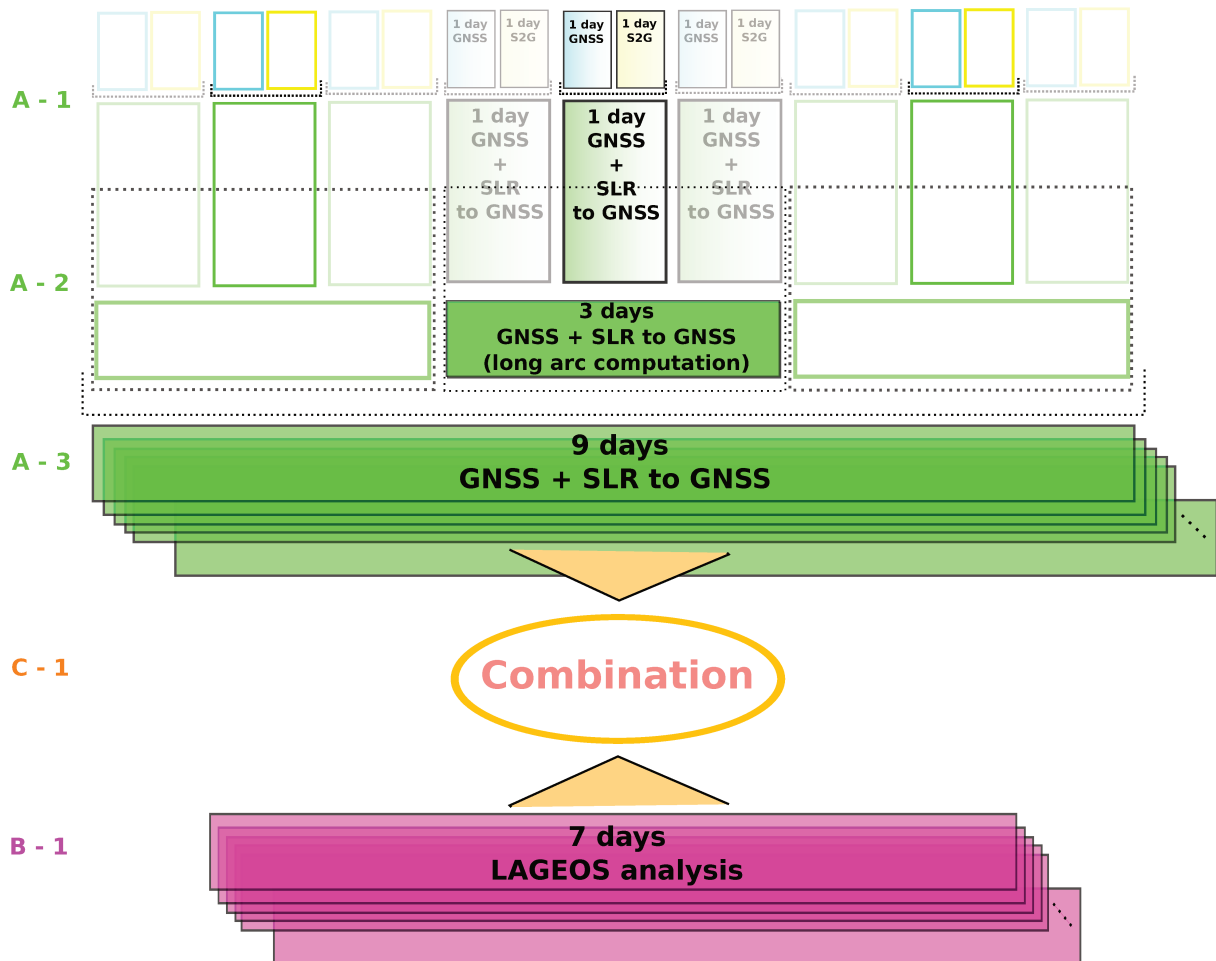 1 day
GNSS
1 day
S2G
1 day
GNSS
1 day
S2G
1 day
GNSS
1 day
S2G
A - 1
1 day
GNSS
+
SLR
to GNSS
1 day
GNSS
+
SLR
to GNSS
1 day
GNSS
+
SLR
to GNSS
A - 2
3 days
GNSS + SLR to GNSS
(long arc computation)
A - 3
9 days
GNSS + SLR to GNSS
C - 1
Combination
B - 1
7 days
LAGEOS analysis